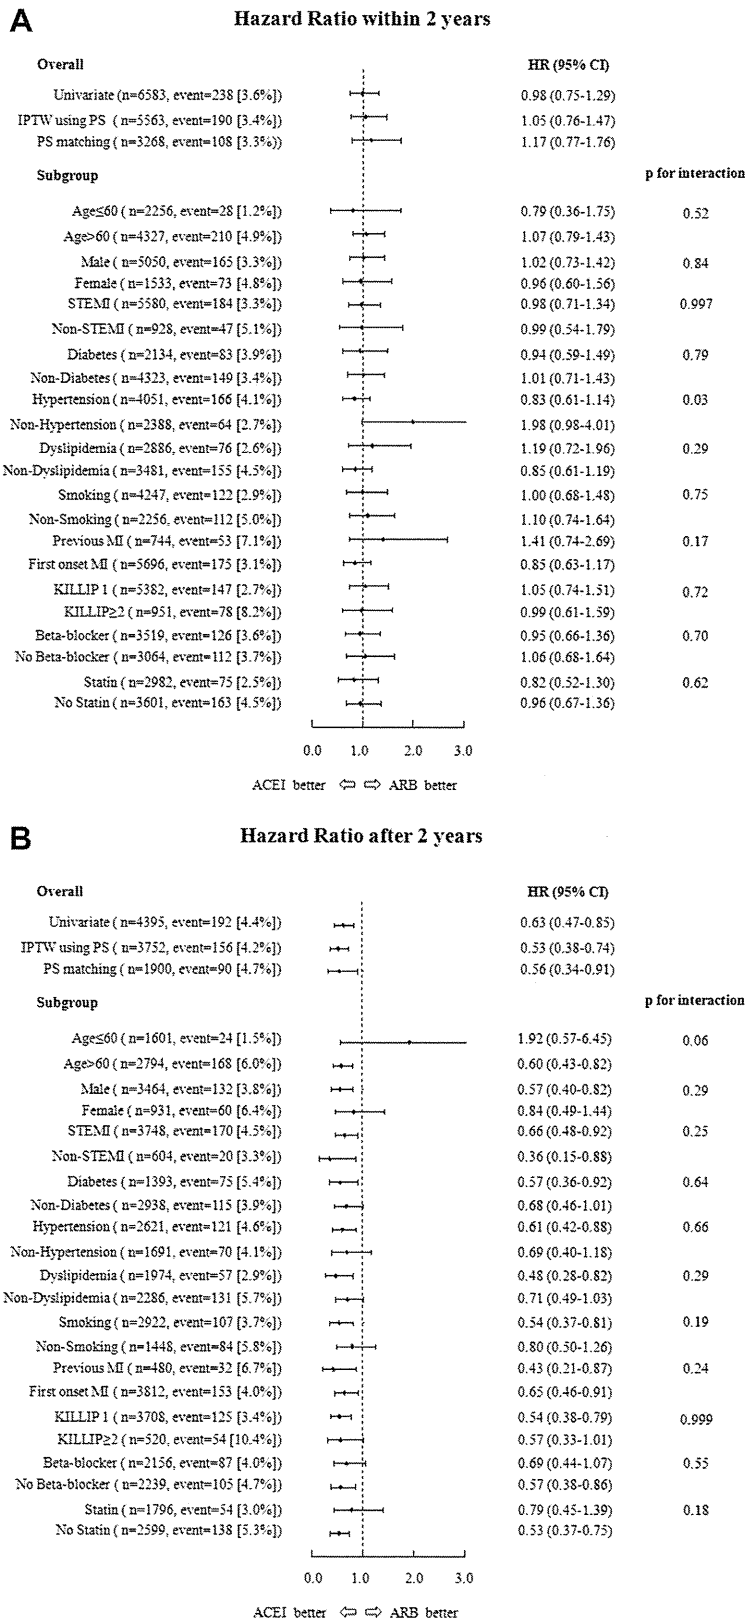 A
Hazard Ratio within 2 years
Overall HR (95% CI)
Univariate (n=6583, event=238 [3.6%]) 0.98 (0.75-1.29)
IPTW using PS ( n=5563, event=190 [3.4%]) 1.05 (0.76-1.47)
PS matching ( n=3268, event=108 [3.3%)) 1.17 (0.77-1.76)
Subgroup p for interaction
Age≤60 ( n=2256, event=28 [1.2%]) 0.79 (0.36-1.75) 0.52
Age>60 ( n=4327, event=210 [4.9%]) 1.07 (0.79-1.43)
Male ( n=5050, event=165 [3.3%]) 1.02 (0.73-1.42) 0.84
Female ( n=1533, event=73 [4.8%]) 0.96 (0.60-1.56)
STEMI ( n=5580, event=184 [3.3%]) 0.98 (0.71-1.34) 0.997
Non-STEMI ( n=928, event=47 [5.1%]) 0.99 (0.54-1.79)
Diabetes ( n=2134, event=83 [3.9%]) 0.94 (0.59-1.49) 0.79
Non-Diabetes ( n=4323, event=149 [3.4%]) 1.01 (0.71-1.43)
Hypertension ( n=4051, event=166 [4.1%]) 0.83 (0.61-1.14) 0.03
Non-Hypertension ( n=2388, event=64 [2.7%]) 1.98 (0.98-4.01)
Dyslipidemia ( n=2886, event=76 [2.6%]) 1.19 (0.72-1.96) 0.29
Non-Dyslipidemia ( n=3481, event=155 [4.5%]) 0.85 (0.61-1.19)
Smoking ( n=4247, event=122 [2.9%]) 1.00 (0.68-1.48) 0.75
Non-Smoking ( n=2256, event=112 [5.0%]) 1.10 (0.74-1.64)
Previous MI ( n=744, event=53 [7.1%]) 1.41 (0.74-2.69) 0.17
First onset MI ( n=5696, event=175 [3.1%]) 0.85 (0.63-1.17)
KILLIP 1 ( n=5382, event=147 [2.7%]) 1.05 (0.74-1.51) 0.72
KILLIP≥2 ( n=951, event=78 [8.2%]) 0.99 (0.61-1.59)
Beta-blocker ( n=3519, event=126 [3.6%]) 0.95 (0.66-1.36) 0.70
No Beta-blocker ( n=3064, event=112 [3.7%]) 1.06 (0.68-1.64)
Statin ( n=2982, event=75 [2.5%]) 0.82 (0.52-1.30) 0.62
No Statin ( n=3601, event=163 [4.5%]) 0.96 (0.67-1.36)
0.0 1.0 2.0 3.0
ACEI better ⇦ ⇨ ARB better
B
Hazard Ratio after 2 years
Overall HR (95% CI)
Univariate ( n=4395, event=192 [4.4%]) 0.63 (0.47-0.85)
IPTW using PS ( n=3752, event=156 [4.2%]) 0.53 (0.38-0.74)
PS matching ( n=1900, event=90 [4.7%]) 0.56 (0.34-0.91)
Subgroup p for interaction
Age≤60 ( n=1601, event=24 [1.5%]) 1.92 (0.57-6.45) 0.06
Age>60 ( n=2794, event=168 [6.0%]) 0.60 (0.43-0.82)
Male ( n=3464, event=132 [3.8%]) 0.57 (0.40-0.82) 0.29
Female ( n=931, event=60 [6.4%]) 0.84 (0.49-1.44)
STEMI ( n=3748, event=170 [4.5%]) 0.66 (0.48-0.92) 0.25
Non-STEMI ( n=604, event=20 [3.3%]) 0.36 (0.15-0.88)
Diabetes ( n=1393, event=75 [5.4%]) 0.57 (0.36-0.92) 0.64
Non-Diabetes ( n=2938, event=115 [3.9%]) 0.68 (0.46-1.01)
Hypertension ( n=2621, event=121 [4.6%]) 0.61 (0.42-0.88) 0.66
Non-Hypertension ( n=1691, event=70 [4.1%]) 0.69 (0.40-1.18)
Dyslipidemia ( n=1974, event=57 [2.9%]) 0.48 (0.28-0.82) 0.29
Non-Dyslipidemia ( n=2286, event=131 [5.7%]) 0.71 (0.49-1.03)
Smoking ( n=2922, event=107 [3.7%]) 0.54 (0.37-0.81) 0.19
Non-Smoking ( n=1448, event=84 [5.8%]) 0.80 (0.50-1.26)
Previous MI ( n=480, event=32 [6.7%]) 0.43 (0.21-0.87) 0.24
First onset MI ( n=3812, event=153 [4.0%]) 0.65 (0.46-0.91)
KILLIP 1 ( n=3708, event=125 [3.4%]) 0.54 (0.38-0.79) 0.999
KILLIP≥2 ( n=520, event=54 [10.4%]) 0.57 (0.33-1.01)
Beta-blocker ( n=2156, event=87 [4.0%]) 0.69 (0.44-1.07) 0.55
No Beta-blocker ( n=2239, event=105 [4.7%]) 0.57 (0.38-0.86)
Statin ( n=1796, event=54 [3.0%]) 0.79 (0.45-1.39) 0.18
No Statin ( n=2599, event=138 [5.3%]) 0.53 (0.37-0.75)
0.0 1.0 2.0 3.0
ACEI better ⇦ ⇨ ARB better